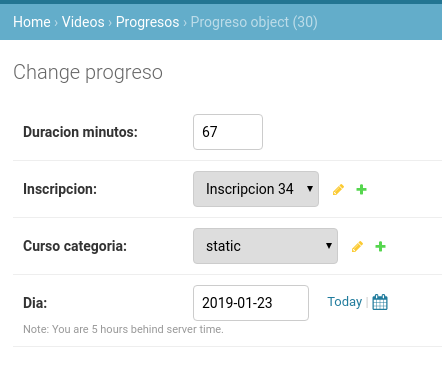 Home › Videos › Progresos › Progreso object (30)
Change progreso
Duracion minutos: 67
Inscripcion: Inscripcion 34
Curso categoria: static
Dia: 2019-01-23 Today |
Note: You are 5 hours behind server time.